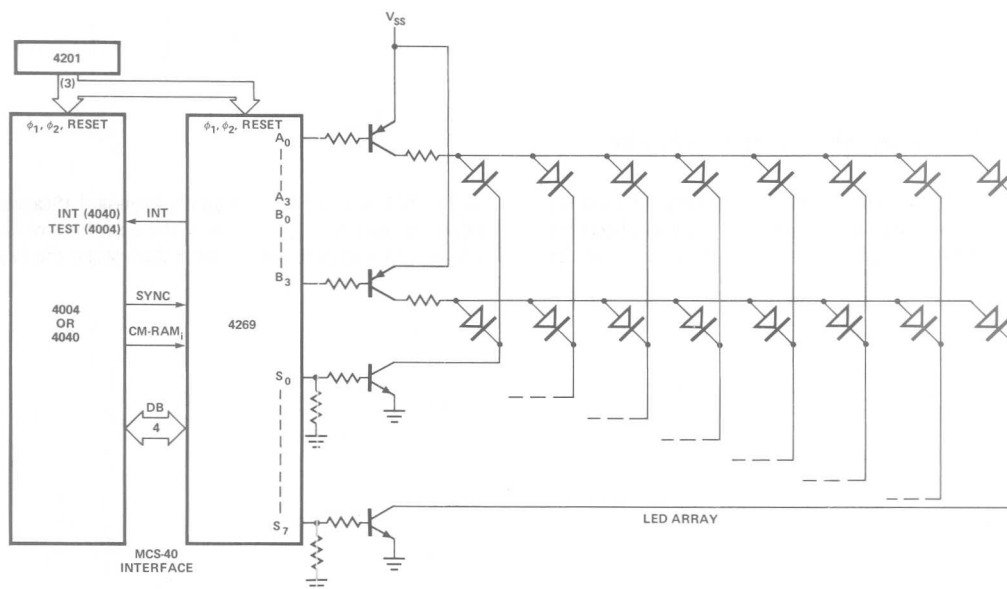 V_SS
4201
(3)
ϕ₁, ϕ₂, RESET
ϕ₁, ϕ₂, RESET
A₀
A₃
INT (4040)
INT
B₀
TEST (4004)
B₃
SYNC
4004
OR
4040
4269
CM-RAMᵢ
S₀
DB
4
S₇
LED ARRAY
MCS-40
INTERFACE